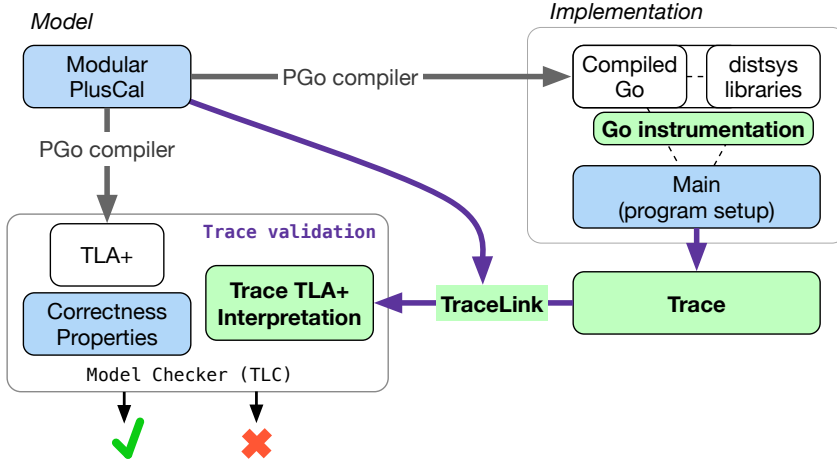 Model
Implementation
Modular
PlusCal
PGo compiler
Compiled
Go
distsys
libraries
Go instrumentation
PGo compiler
Main
(program setup)
Trace validation
TLA+
Trace TLA+
Interpretation
TraceLink
Trace
Correctness
Properties
Model Checker (TLC)